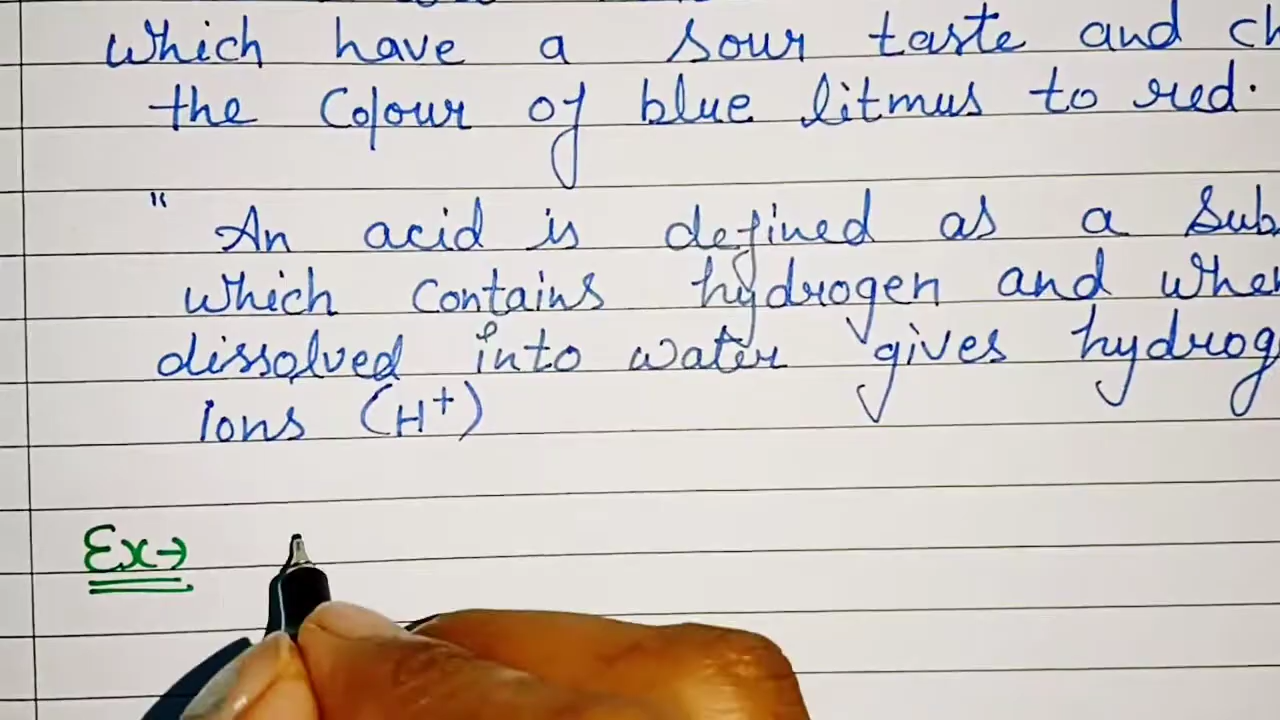 which have a sour taste and ch
the Colour of blue litmus to red.
" An acid is defined as a Sub
which contains hydrogen and when
dissolved into water gives hydrog
ions (H+)
Ex→